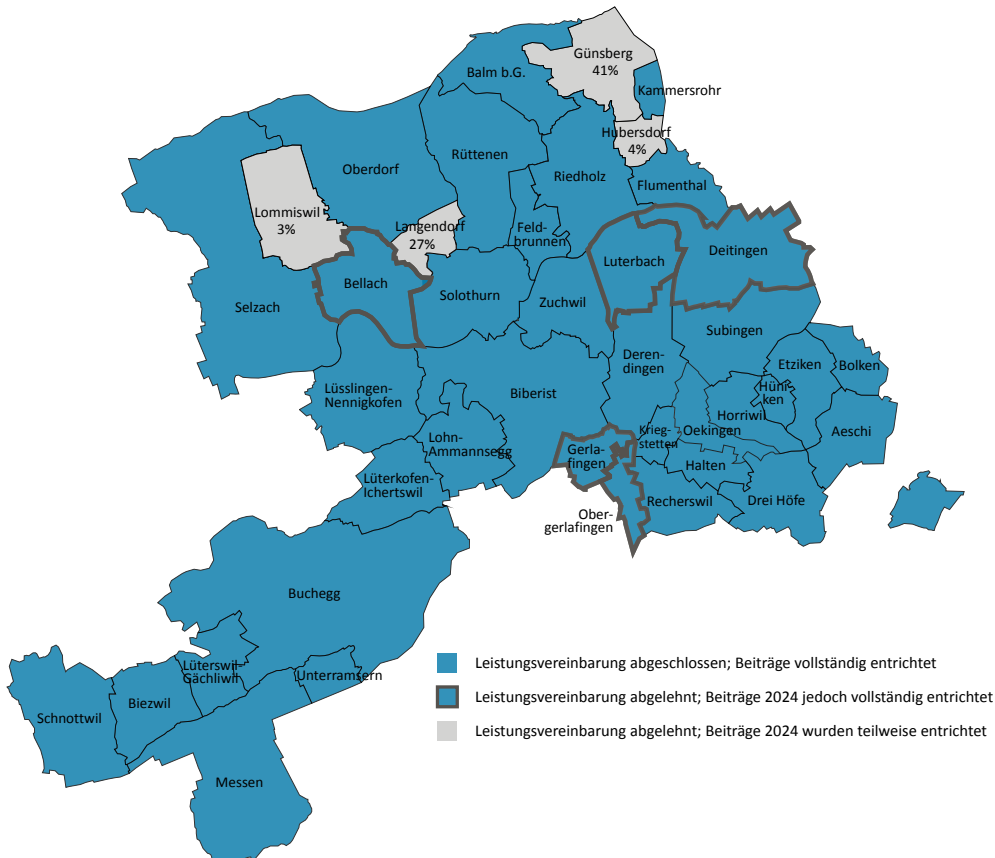 Günsberg
41%
Balm b.G.
Kammersrohr
Hubersdorf
4%
Rüttenen
Oberdorf
Riedholz
Flumenthal
Lommiswil
3%
Langendorf
27%
Feld-
brunnen
Deitingen
Luterbach
Bellach
Solothurn
Zuchwil
Selzach
Subingen
Deren-
dingen
Etziken
Bolken
Hüni-
ken
Lüsslingen-
Nennigkofen
Biberist
Horriwil
Aeschi
Krieg-
stetten
Oekingen
Lohn-
Ammannsegg
Gerla-
fingen
Halten
Lüterkofen-
Ichertswil
Recherswil
Drei Höfe
Ober-
gerlafingen
Buchegg
Lüterswil-
Gächliwil
Unterramsern
Biezwil
Schnottwil
Messen
Leistungsvereinbarung abgeschlossen; Beiträge vollständig entrichtet
Leistungsvereinbarung abgelehnt; Beiträge 2024 jedoch vollständig entrichtet
Leistungsvereinbarung abgelehnt; Beiträge 2024 wurden teilweise entrichtet